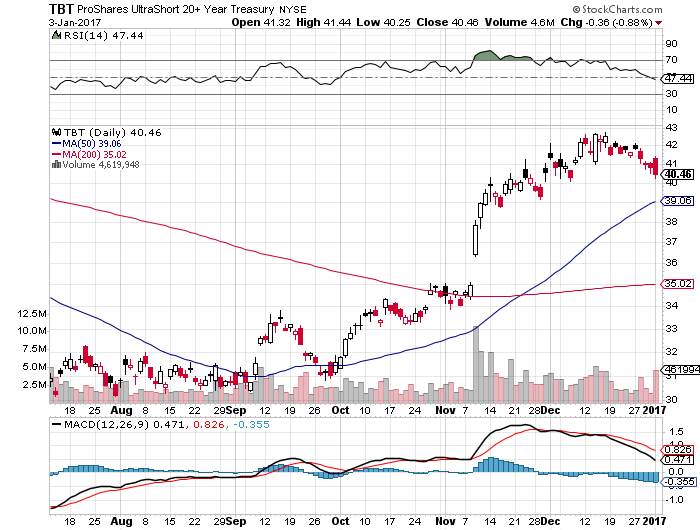 TBT ProShares UltraShort 20+ Year Treasury NYSE © StockCharts.com
3-Jan-2017 Open 41.32 High 41.44 Low 40.25 Close 40.46 Volume 4.6M Chg -0.36 (-0.88%)
RSI(14) 47.44
90
70
47.44
30
10
TBT (Daily) 40.46
MA(50) 39.06
MA(200) 35.02
Volume 4,619,948
43
42
41
40.46
40
39.06
38
37
36
35.02
34
33
32
31
30
12.5M
10.0M
7.5M
5.0M
2.5M
4619948
18 25 Aug 8 15 22 29 Sep 12 19 26 Oct 10 17 24 Nov 7 14 21 28 Dec 12 19 27 2017
MACD(12,26,9) 0.471, 0.826, -0.355
1.5
0.826
0.471
0.0
-0.355
-1.0
18 25 Aug 8 15 22 29 Sep 12 19 26 Oct 10 17 24 Nov 7 14 21 28 Dec 12 19 27 2017